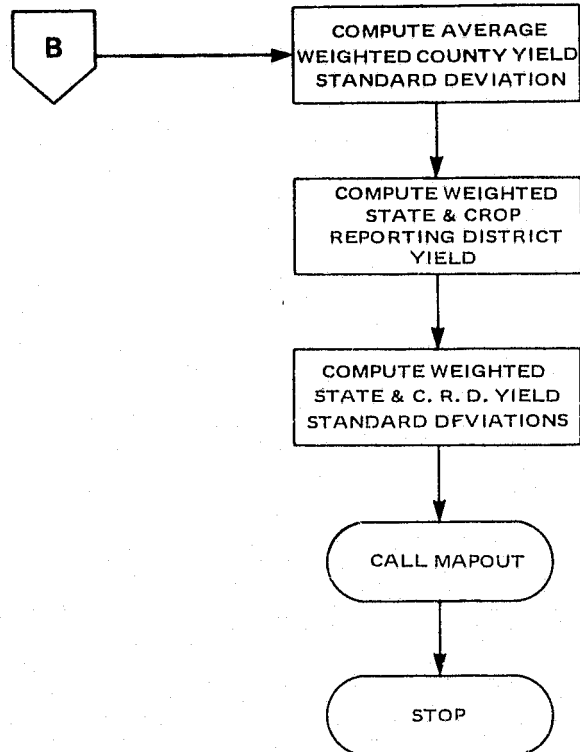 B
COMPUTE AVERAGE
WEIGHTED COUNTY YIELD
STANDARD DEVIATION
COMPUTE WEIGHTED
STATE & CROP
REPORTING DISTRICT
YIELD
COMPUTE WEIGHTED
STATE & C. R. D. YIELD
STANDARD DFVIATIONS
CALL MAPOUT
STOP